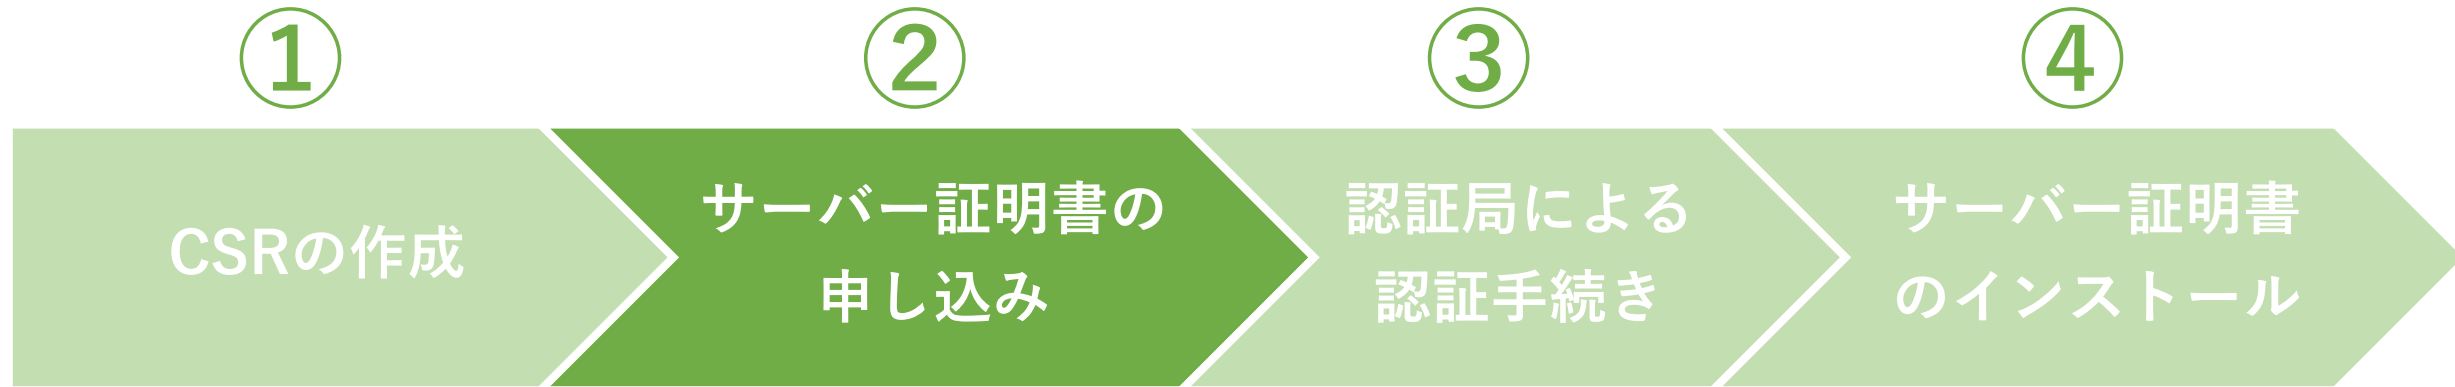 ①
②
③
④
CSRの作成
サーバー証明書の
申し込み
認証局による
認証手続き
サーバー証明書
のインストール